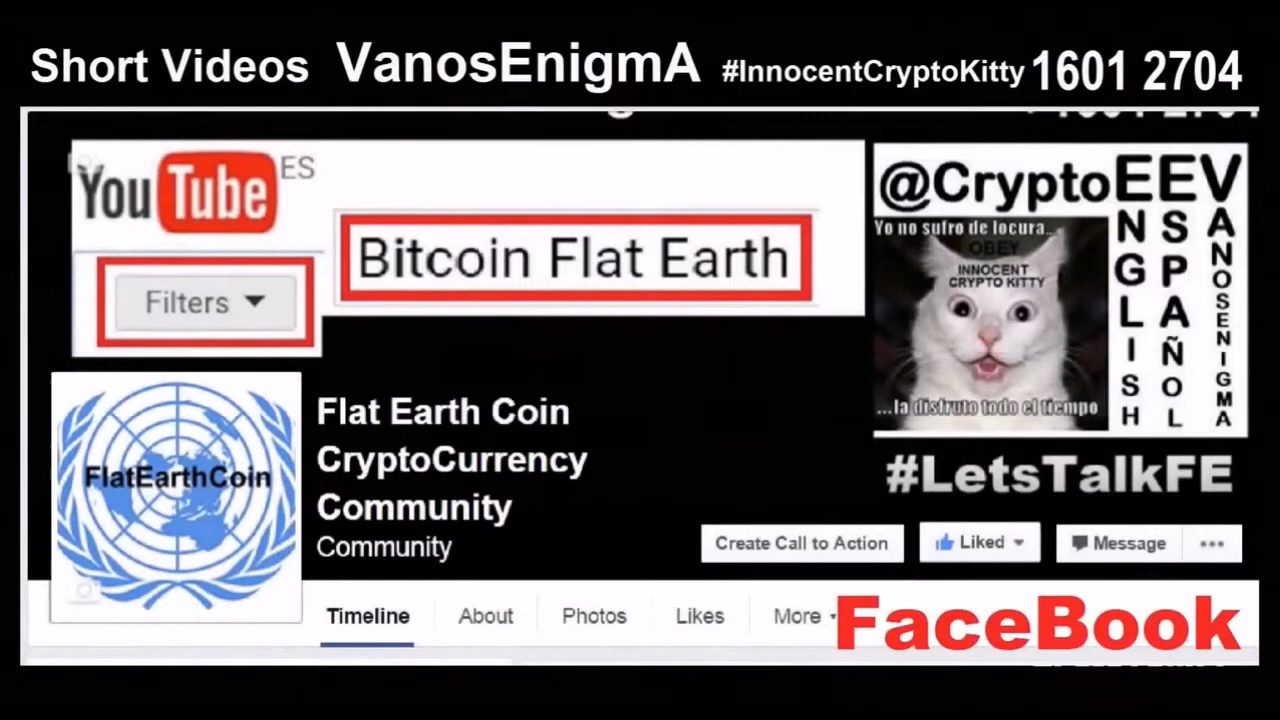 Short Videos VanosEnigmA #InnocentCryptoKitty 1601 2704
YouTube ES
Bitcoin Flat Earth
Filters
@CryptoEEV
ENGLISH
ESPAÑOL
VANOSENIGMA
Yo no sufro de locura...
OBEY
INNOCENT
CRYPTO KITTY
...la disfruto todo el tiempo
#LetsTalkFE
FlatEarthCoin
Flat Earth Coin
CryptoCurrency
Community
Community
Create Call to Action Liked Message
Timeline About Photos Likes More
FaceBook